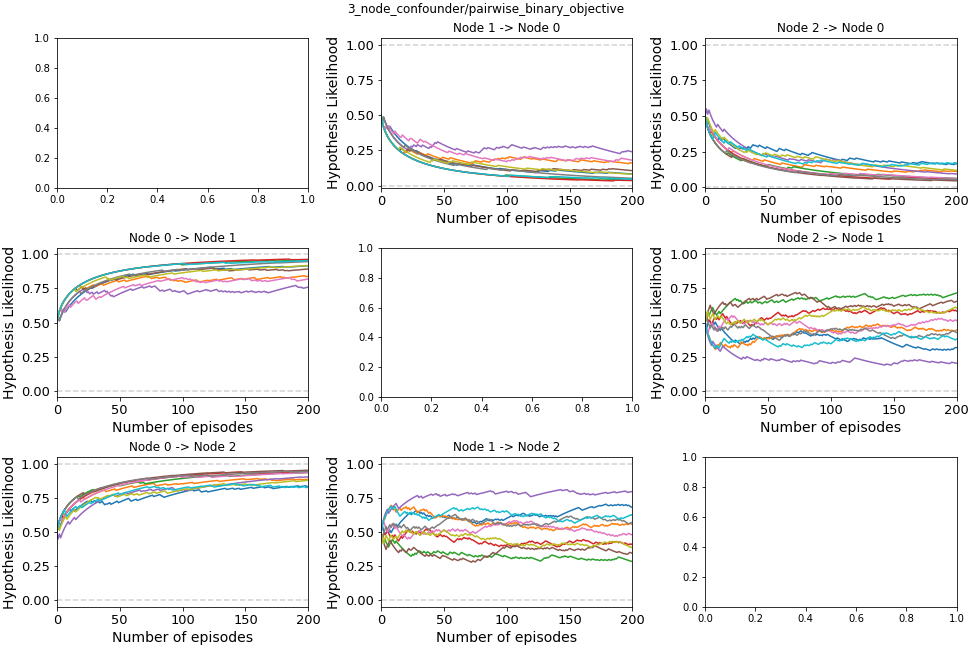 3_node_confounder/pairwise_binary_objective
1.0
0.8
0.6
0.4
0.2
0.0
0.0 0.2 0.4 0.6 0.8 1.0
Node 1 -> Node 0
Hypothesis Likelihood
1.00
0.75
0.50
0.25
0.00
0 50 100 150 200
Number of episodes
Node 2 -> Node 0
Hypothesis Likelihood
1.00
0.75
0.50
0.25
0.00
0 50 100 150 200
Number of episodes
Node 0 -> Node 1
Hypothesis Likelihood
1.00
0.75
0.50
0.25
0.00
0 50 100 150 200
Number of episodes
1.0
0.8
0.6
0.4
0.2
0.0
0.0 0.2 0.4 0.6 0.8 1.0
Node 2 -> Node 1
Hypothesis Likelihood
1.00
0.75
0.50
0.25
0.00
0 50 100 150 200
Number of episodes
Node 0 -> Node 2
Hypothesis Likelihood
1.00
0.75
0.50
0.25
0.00
0 50 100 150 200
Number of episodes
Node 1 -> Node 2
Hypothesis Likelihood
1.00
0.75
0.50
0.25
0.00
0 50 100 150 200
Number of episodes
1.0
0.8
0.6
0.4
0.2
0.0
0.0 0.2 0.4 0.6 0.8 1.0